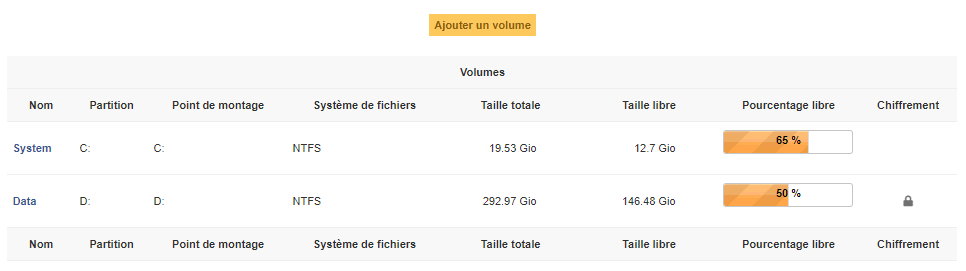 Ajouter un volume
Volumes
Nom Partition Point de montage Système de fichiers Taille totale Taille libre Pourcentage libre Chiffrement
System C: C: NTFS 19.53 Gio 12.7 Gio 65 %
Data D: D: NTFS 292.97 Gio 146.48 Gio 50 %
Nom Partition Point de montage Système de fichiers Taille totale Taille libre Pourcentage libre Chiffrement